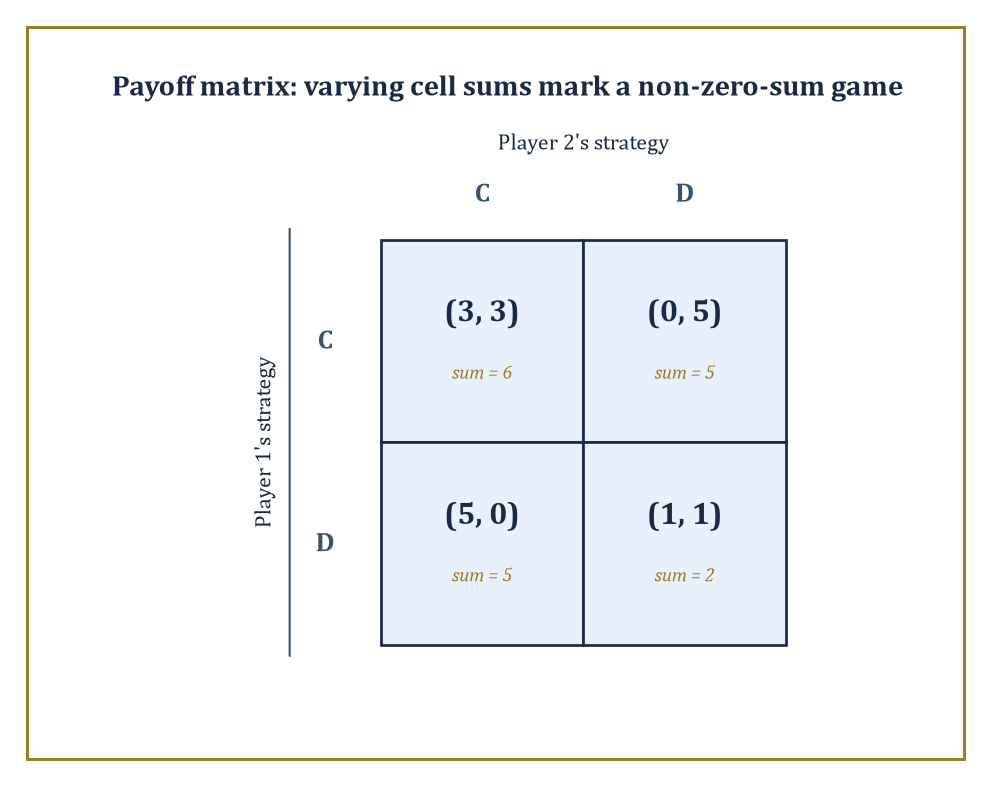 Payoff matrix: varying cell sums mark a non-zero-sum game
Player 2's strategy
C D
Player 1's strategy
C
(3, 3) (0, 5)
sum = 6 sum = 5
D
(5, 0) (1, 1)
sum = 5 sum = 2